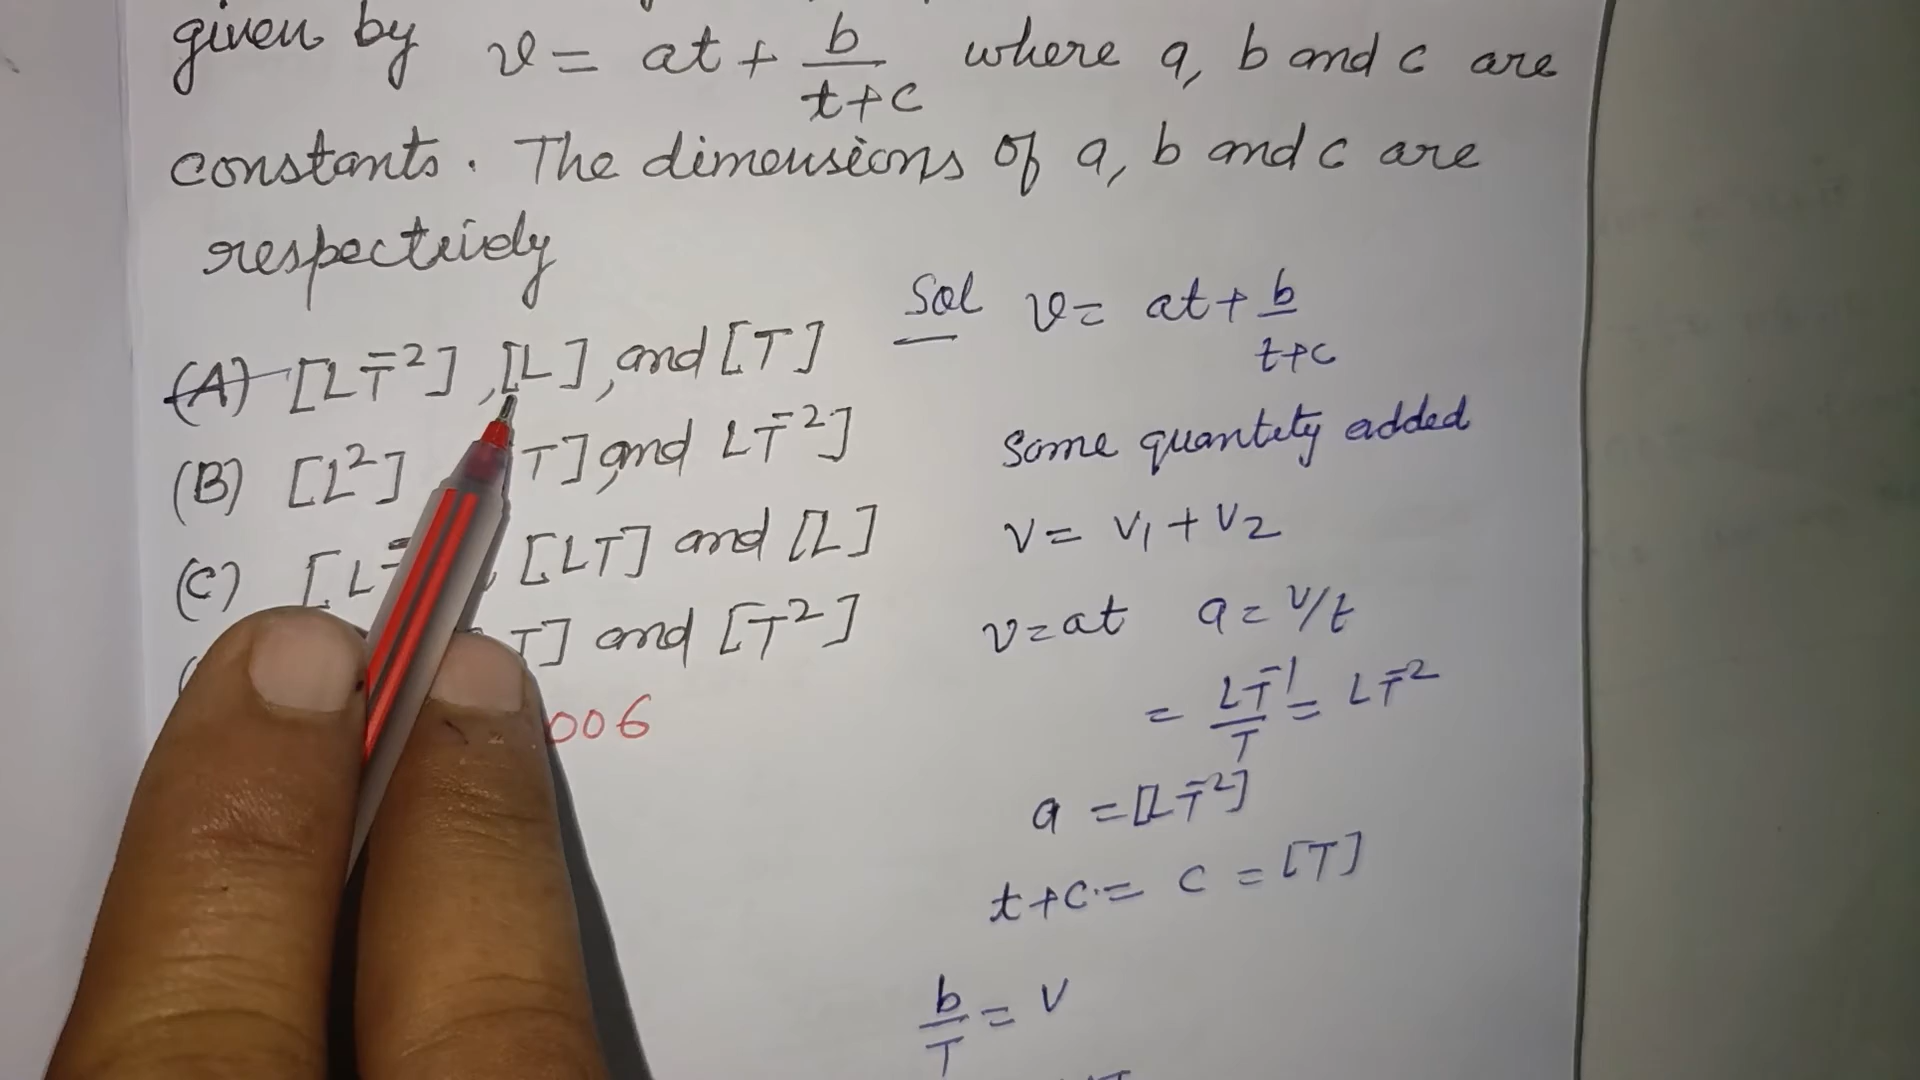 given by v = at + b/t+c where a, b and c are
constants. The dimensions of a, b and c are
respectively
(A) [LT⁻²], [L], and [T]
(B) [L²] T] and LT⁻²]
(C) [L [LT] and [L]
T] and [T²]
006
Sol v = at + b/t+c
Same quantity added
V = V₁ + V₂
v = at a = v/t
= LT⁻¹/T = LT⁻²
a = [LT⁻²]
t+c = c = [T]
b/T = V